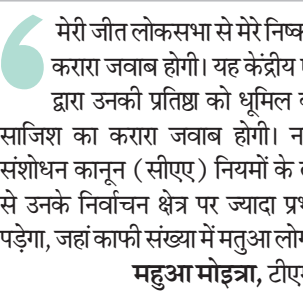 मेरी जीत लोकसभा से मेरे
करारा जवाब होगी। यह केंद्रीय
द्वारा उनकी प्रतिष्ठा को धूमिल
साजिश का करारा जवाब होगी।
संशोधन कानून (सीएए) नियमों के
से उनके निर्वाचन क्षेत्र पर ज्यादा
पड़ेगा, जहां काफी संख्या में मतुआ
महुआ मोइत्रा,